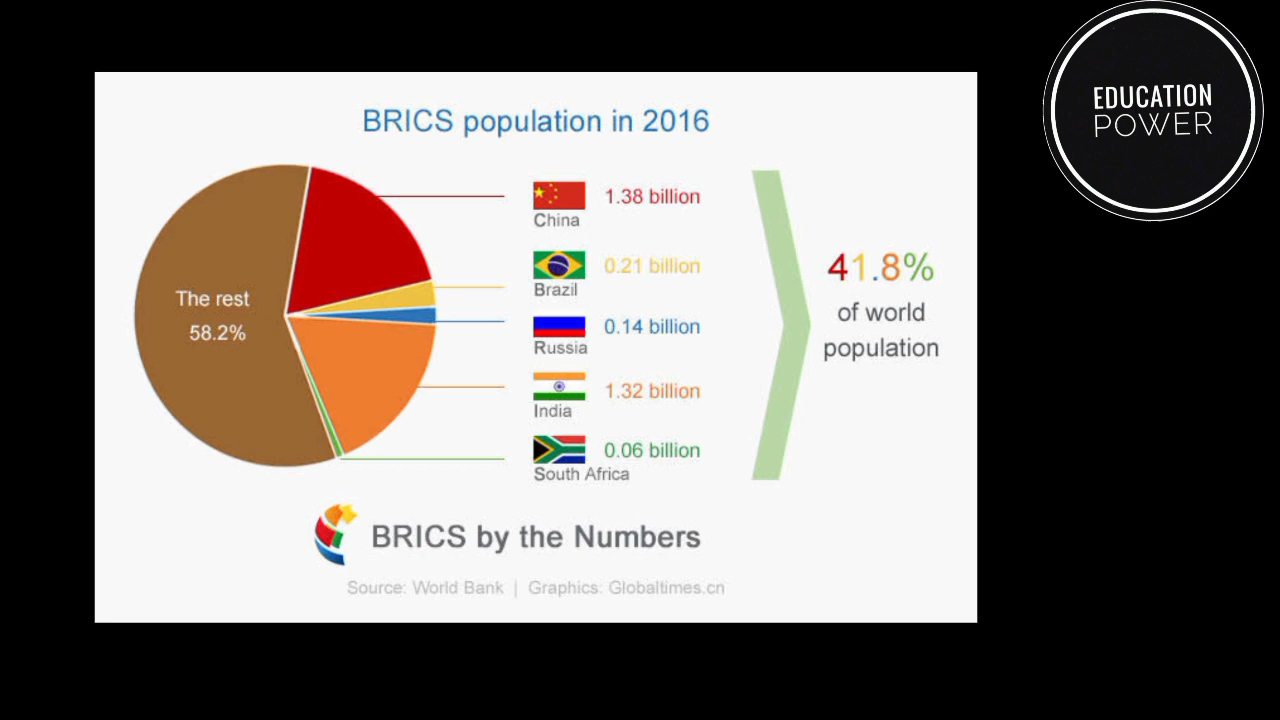 EDUCATION
POWER
BRICS population in 2016
The rest
58.2%
1.38 billion
China
0.21 billion
Brazil
0.14 billion
Russia
1.32 billion
India
0.06 billion
South Africa
41.8%
of world
population
BRICS by the Numbers
Source: World Bank | Graphics: Globaltimes.cn